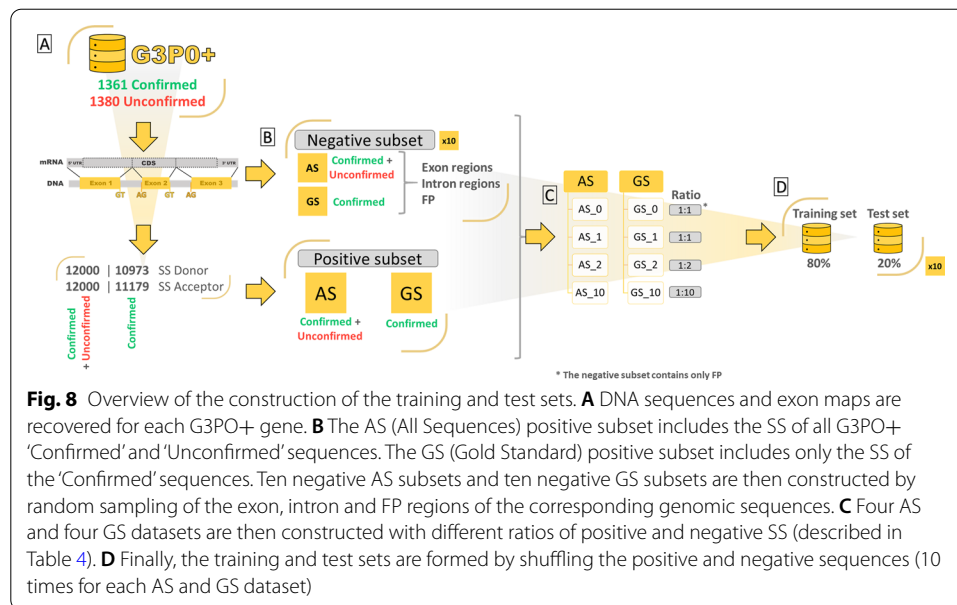 A
G3PO+
1361 Confirmed
1380 Unconfirmed
mRNA 5' UTR CDS 3' UTR
DNA Exon 1 Exon 2 Exon 3
GT AG GT AG
12000 | 10973 SS Donor
12000 | 11179 SS Acceptor
Confirmed
+ Unconfirmed
Confirmed
B
Negative subset x10
AS Confirmed + Unconfirmed
GS Confirmed
Exon regions
Intron regions
FP
Positive subset
AS GS
Confirmed + Unconfirmed
Confirmed
C
AS GS Ratio
AS_0 GS_0 1:1 *
AS_1 GS_1 1:1
AS_2 GS_2 1:2
AS_10 GS_10 1:10
* The negative subset contains only FP
D
Training set Test set
80% 20% x10
Fig. 8 Overview of the construction of the training and test sets. A DNA sequences and exon maps are
recovered for each G3PO+ gene. B The AS (All Sequences) positive subset includes the SS of all G3PO+
‘Confirmed’ and ‘Unconfirmed’ sequences. The GS (Gold Standard) positive subset includes only the SS of
the ‘Confirmed’ sequences. Ten negative AS subsets and ten negative GS subsets are then constructed by
random sampling of the exon, intron and FP regions of the corresponding genomic sequences. C Four AS
and four GS datasets are then constructed with different ratios of positive and negative SS (described in
Table 4). D Finally, the training and test sets are formed by shuffling the positive and negative sequences (10
times for each AS and GS dataset)